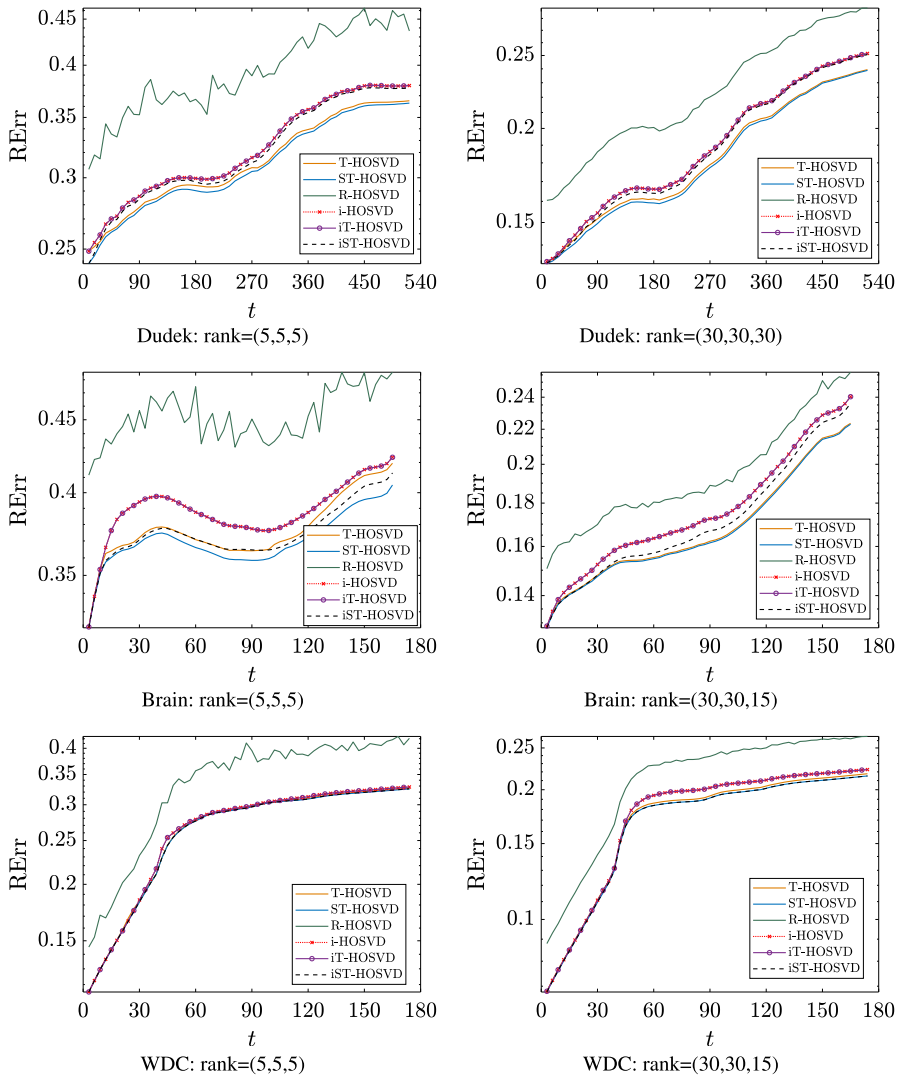 0.45
0.4
0.35
0.3
0.25
RErr
T-HOSVD
ST-HOSVD
R-HOSVD
i-HOSVD
iT-HOSVD
iST-HOSVD
0 90 180 270 360 450 540
t
Dudek: rank=(5,5,5)
0.25
0.2
0.15
RErr
T-HOSVD
ST-HOSVD
R-HOSVD
i-HOSVD
iT-HOSVD
iST-HOSVD
0 90 180 270 360 450 540
t
Dudek: rank=(30,30,30)
0.45
0.4
0.35
RErr
T-HOSVD
ST-HOSVD
R-HOSVD
i-HOSVD
iT-HOSVD
iST-HOSVD
0 30 60 90 120 150 180
t
Brain: rank=(5,5,5)
0.24
0.22
0.2
0.18
0.16
0.14
RErr
T-HOSVD
ST-HOSVD
R-HOSVD
i-HOSVD
iT-HOSVD
iST-HOSVD
0 30 60 90 120 150 180
t
Brain: rank=(30,30,15)
0.4
0.35
0.3
0.25
0.2
0.15
RErr
T-HOSVD
ST-HOSVD
R-HOSVD
i-HOSVD
iT-HOSVD
iST-HOSVD
0 30 60 90 120 150 180
t
WDC: rank=(5,5,5)
0.25
0.2
0.15
0.1
RErr
T-HOSVD
ST-HOSVD
R-HOSVD
i-HOSVD
iT-HOSVD
iST-HOSVD
0 30 60 90 120 150 180
t
WDC: rank=(30,30,15)